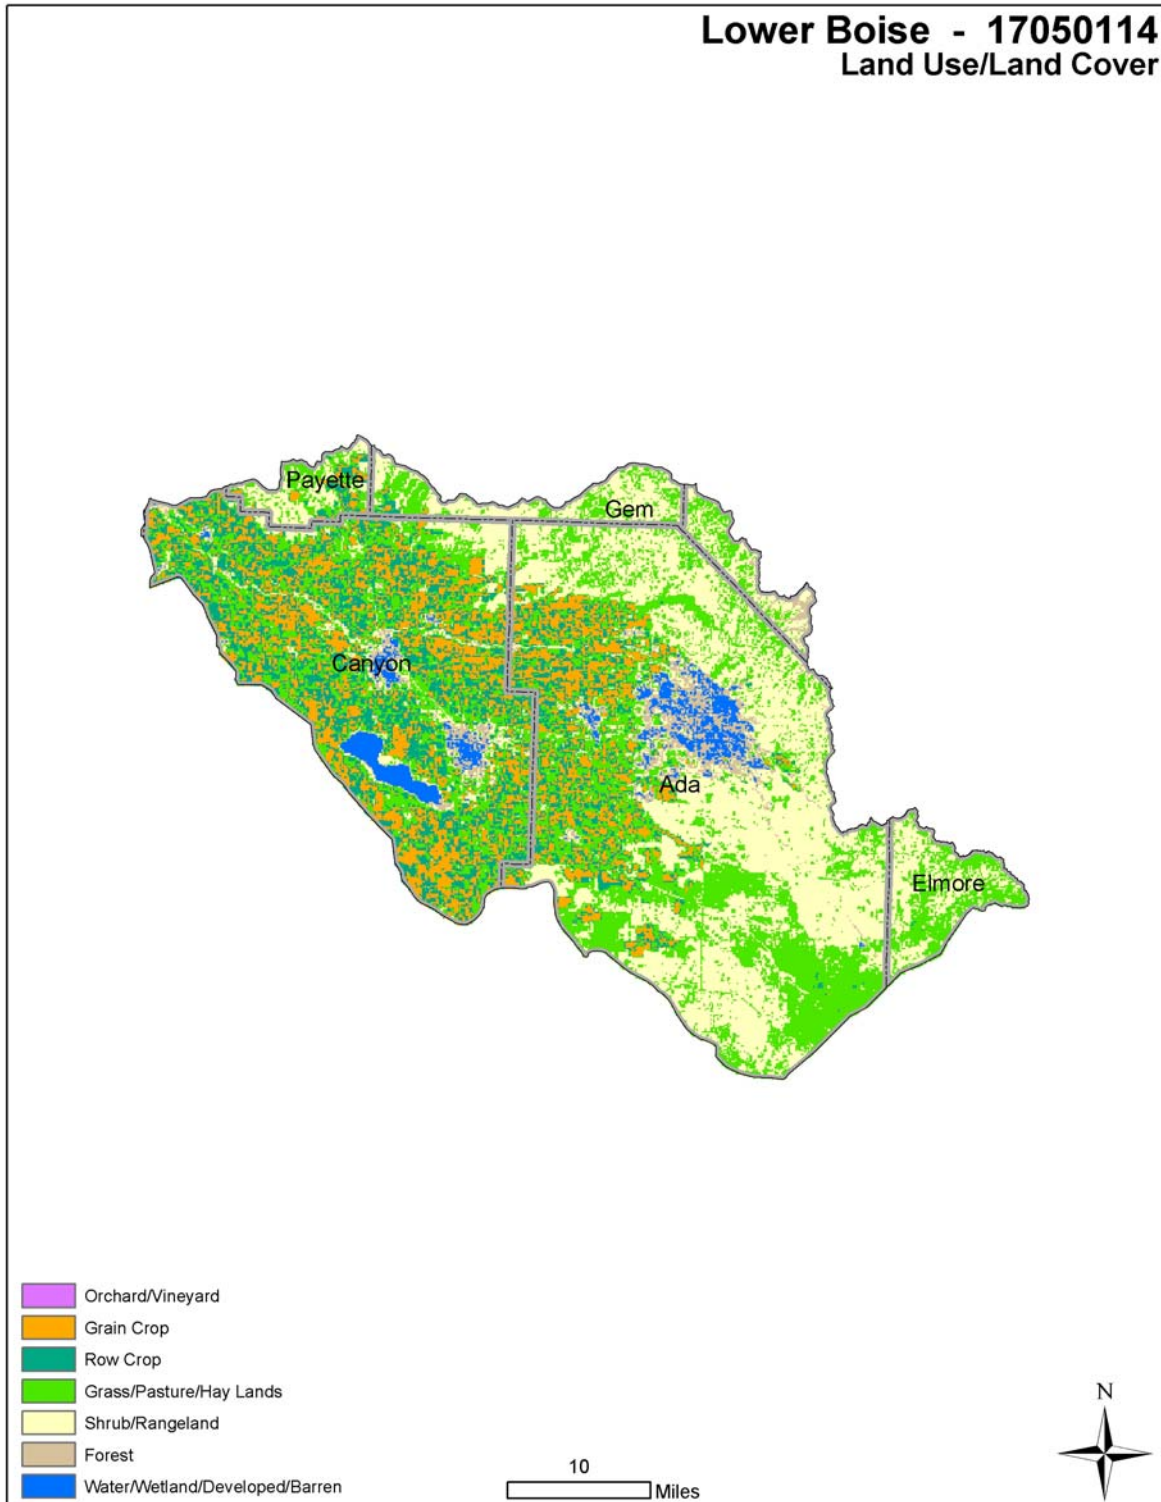 Lower Boise - 17050114
Land Use/Land Cover
Payette
Gem
Canyon
Ada
Elmore
Orchard/Vineyard
Grain Crop
Row Crop
Grass/Pasture/Hay Lands
Shrub/Rangeland
Forest
Water/Wetland/Developed/Barren
10
Miles
N